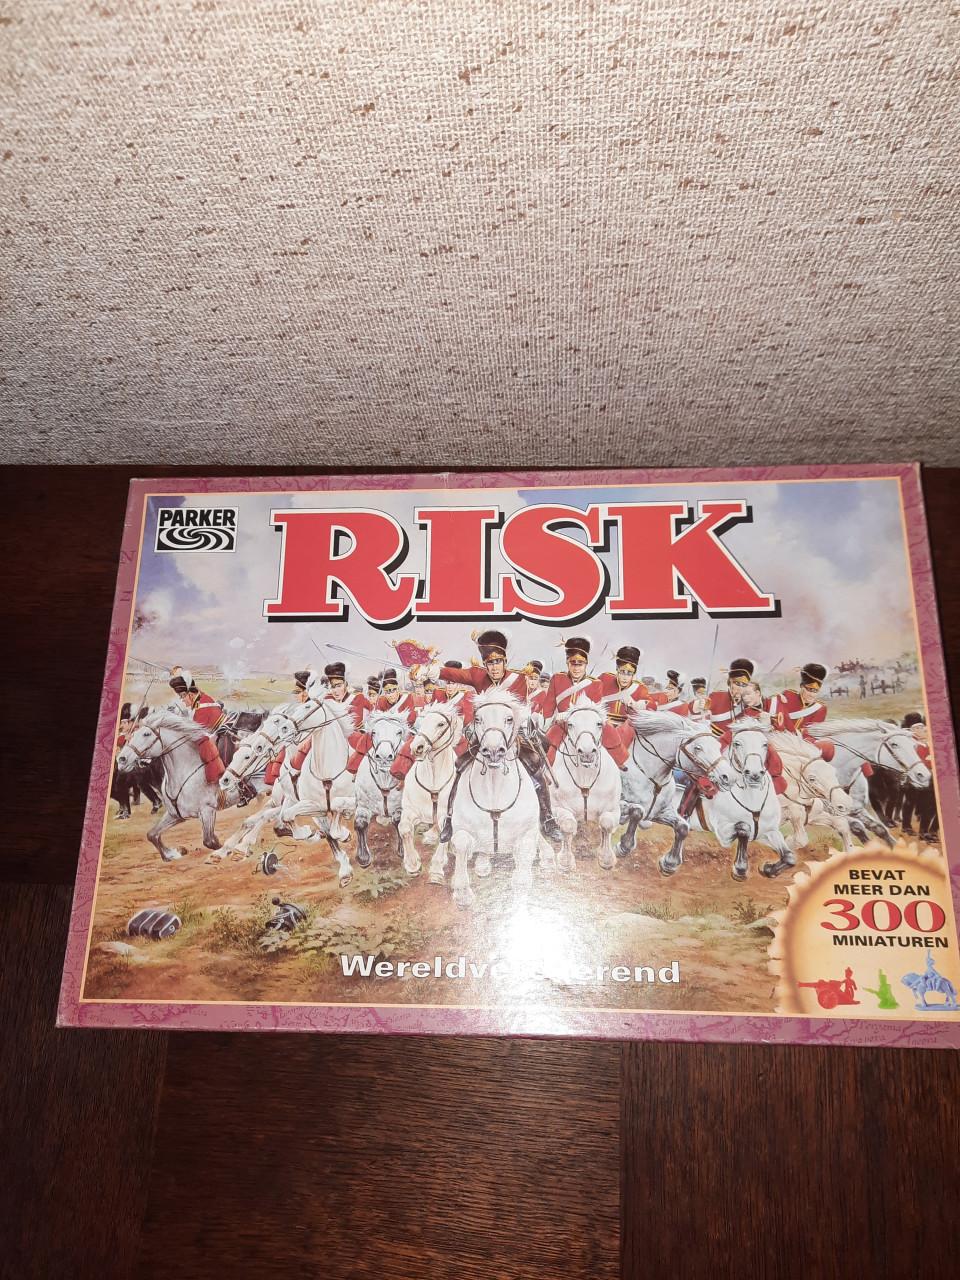 PARKER
RISK
BEVAT
MEER DAN
300
MINIATUREN